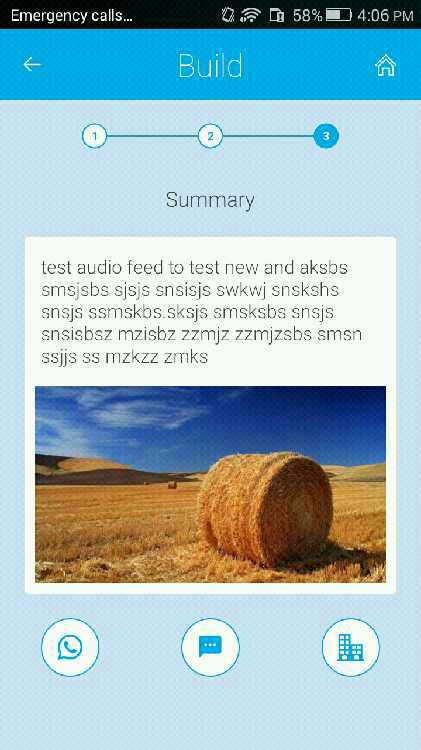 Emergency calls... 58% 4:06 PM
Build
1 2 3
Summary
test audio feed to test new and aksbs
smsjsbs sjsjs snsisjs swkwj snskshs
snsjs ssmskbs.sksjs smsksbs snsjs
snsisbsz mzisbz zzmjz zzmjzsbs smsn
ssjjs ss mzkzz zmks